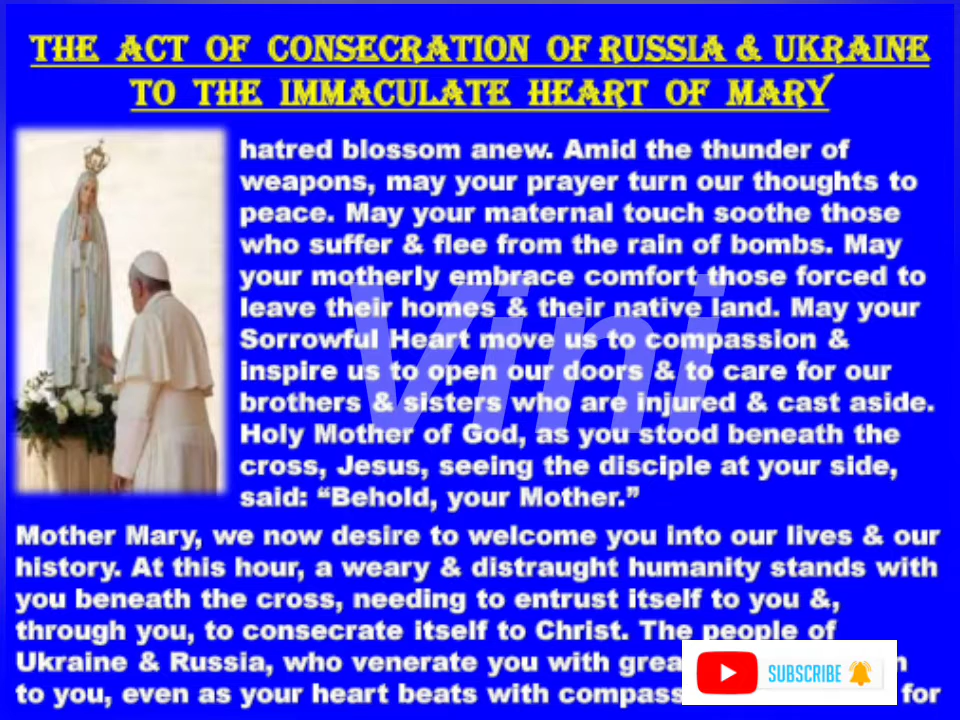 THE ACT OF CONSECRATION OF RUSSIA & UKRAINE
TO THE IMMACULATE HEART OF MARY
hatred blossom anew. Amid the thunder of
weapons, may your prayer turn our thoughts to
peace. May your maternal touch soothe those
who suffer & flee from the rain of bombs. May
your motherly embrace comfort those forced to
leave their homes & their native land. May your
Sorrowful Heart move us to compassion &
inspire us to open our doors & to care for our
brothers & sisters who are injured & cast aside.
Holy Mother of God, as you stood beneath the
cross, Jesus, seeing the disciple at your side,
said: “Behold, your Mother.”
Mother Mary, we now desire to welcome you into our lives & our
history. At this hour, a weary & distraught humanity stands with
you beneath the cross, needing to entrust itself to you &,
through you, to consecrate itself to Christ. The people of
Ukraine & Russia, who venerate you with
to you, even as your heart beats with for
Vini
SUBSCRIBE